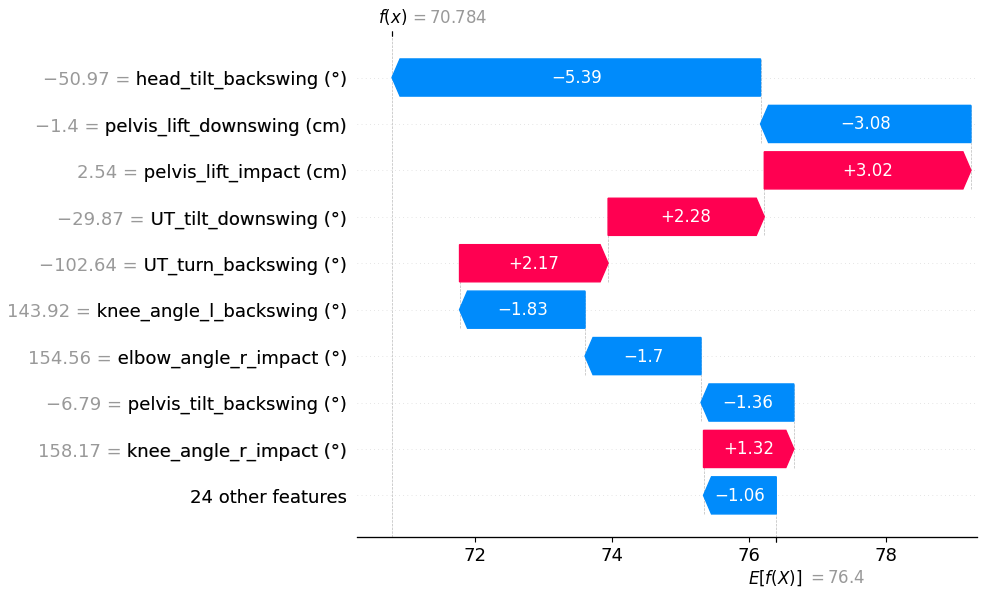 f(x) = 70.784
−50.97 = head_tilt_backswing (°)
−5.39
−1.4 = pelvis_lift_downswing (cm)
−3.08
2.54 = pelvis_lift_impact (cm)
+3.02
−29.87 = UT_tilt_downswing (°)
+2.28
−102.64 = UT_turn_backswing (°)
+2.17
143.92 = knee_angle_l_backswing (°)
−1.83
154.56 = elbow_angle_r_impact (°)
−1.7
−6.79 = pelvis_tilt_backswing (°)
−1.36
158.17 = knee_angle_r_impact (°)
+1.32
24 other features
−1.06
72 74 76 78
E[f(X)] = 76.4